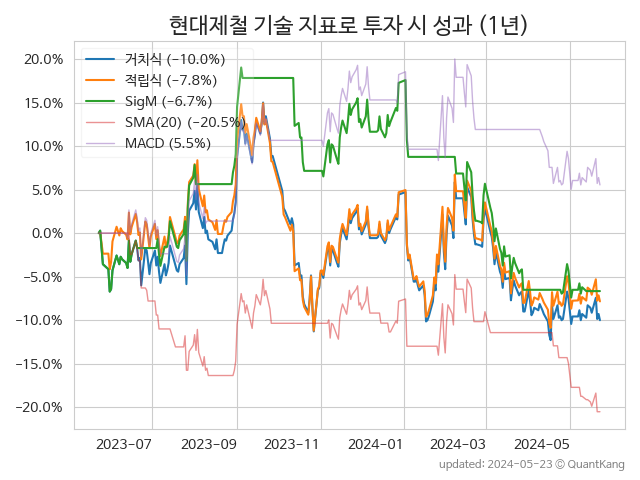 현대제철 기술 지표로 투자 시 성과 (1년)
거치식 (−10.0%)
적립식 (−7.8%)
SigM (−6.7%)
SMA(20) (−20.5%)
MACD (5.5%)
20.0%
15.0%
10.0%
5.0%
0.0%
−5.0%
−10.0%
−15.0%
−20.0%
2023-07 2023-09 2023-11 2024-01 2024-03 2024-05
updated: 2024-05-23 © QuantKang